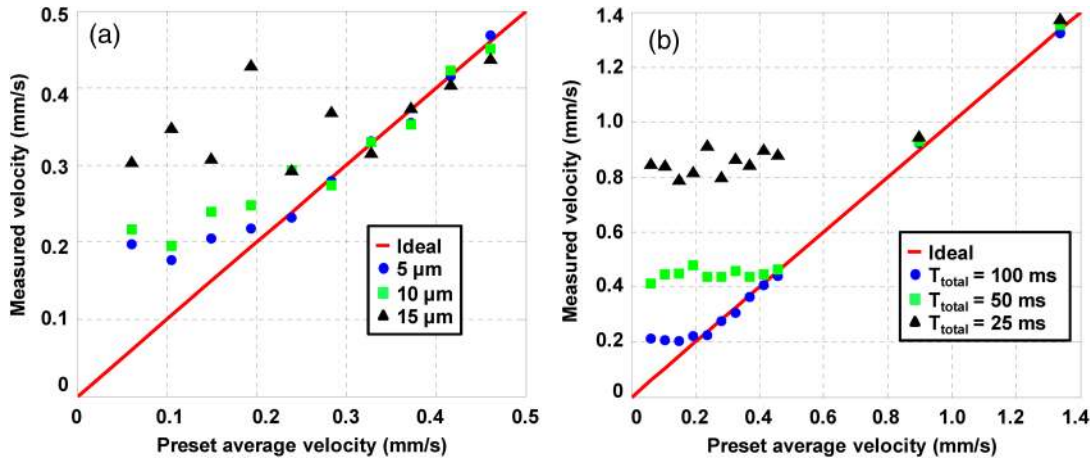 (a)
Measured velocity (mm/s)
0.5
0.4
0.3
0.2
0.1
0
0
0.1
0.2
0.3
0.4
0.5
Preset average velocity (mm/s)
Ideal
5 μm
10 μm
15 μm
(b)
Measured velocity (mm/s)
1.4
1.2
1.0
0.8
0.6
0.4
0.2
0
0
0.2
0.4
0.6
0.8
1.0
1.2
1.4
Preset average velocity (mm/s)
Ideal
T_total = 100 ms
T_total = 50 ms
T_total = 25 ms